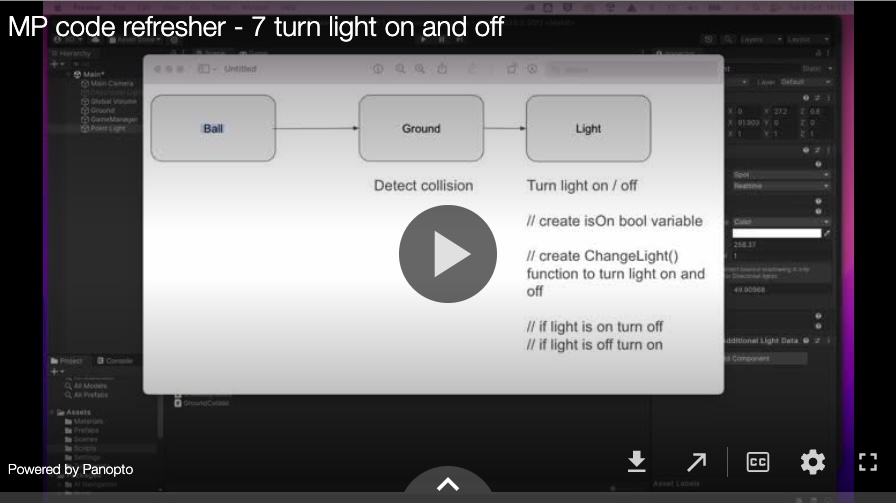 MP code refresher - 7 turn light on and off
Hierarchy
Main*
Main Camera
Directional Light
Global Volume
Ground
GameManager
Point Light
Untitled
Layers
Layout
Static
Layer Default
Ball
Ground
Light
Detect collision
Turn light on / off
// create isOn bool variable
// create ChangeLight()
function to turn light on and
off
// if light is on turn off
// if light is off turn on
Spot
Realtime
Color
258.37
1
49.90968
Additional Light Data
Project
Console
All Models
All Prefabs
Assets
Materials
Prefabs
Scenes
Scripts
Settings
Asset Labels
Powered by Panopto
CC